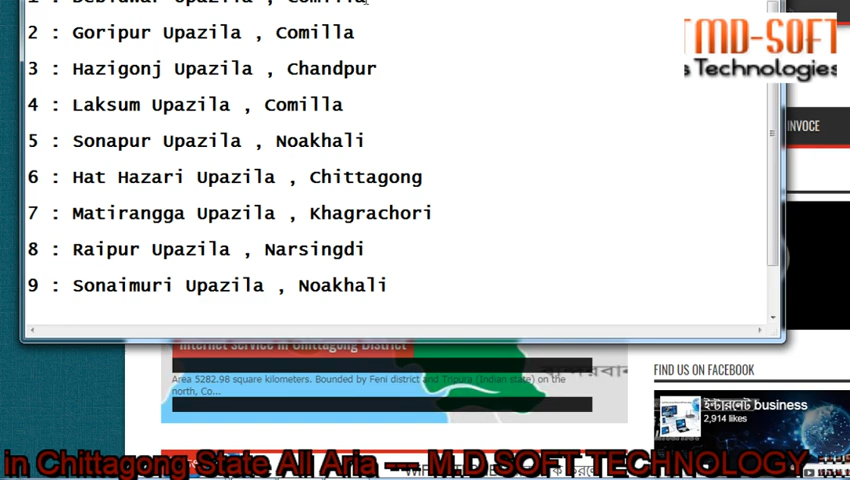 1 : Debidwar Upazila , Comilla
2 : Goripur Upazila , Comilla
3 : Hazigonj Upazila , Chandpur
4 : Laksum Upazila , Comilla
5 : Sonapur Upazila , Noakhali
6 : Hat Hazari Upazila , Chittagong
7 : Matirangga Upazila , Khagrachori
8 : Raipur Upazila , Narsingdi
9 : Sonaimuri Upazila , Noakhali
MD-SOFT
s Technologies
INVOCE
Internet service in Chittagong District
Area 5282.98 square kilometers. Bounded by Feni district and Tripura (Indian state) on the
north, Co...
FIND US ON FACEBOOK
ইন্টারনেট business
2,914 likes
in Chittagong State All Aria --- M.D SOFT TECHNOLOGY